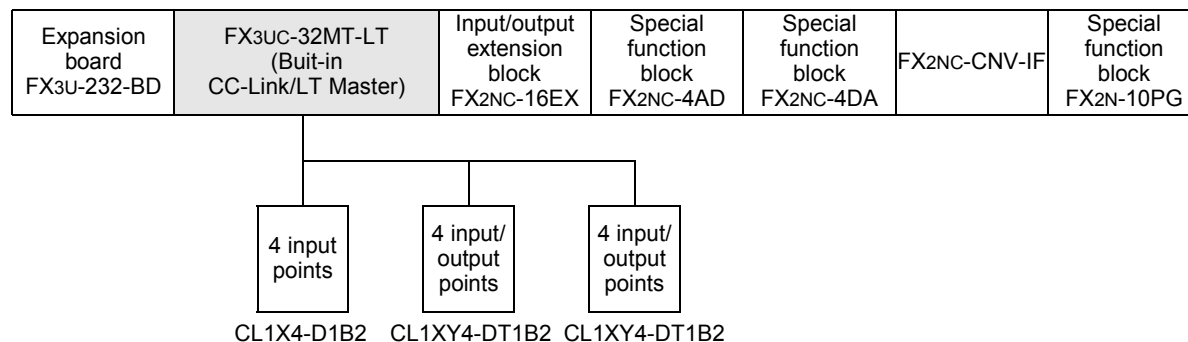 Expansion
board
FX3U-232-BD
FX3UC-32MT-LT
(Buit-in
CC-Link/LT Master)
Input/output
extension
block
FX2NC-16EX
Special
function
block
FX2NC-4AD
Special
function
block
FX2NC-4DA
FX2NC-CNV-IF
Special
function
block
FX2N-10PG
4 input
points
4 input/
output
points
4 input/
output
points
CL1X4-D1B2
CL1XY4-DT1B2
CL1XY4-DT1B2